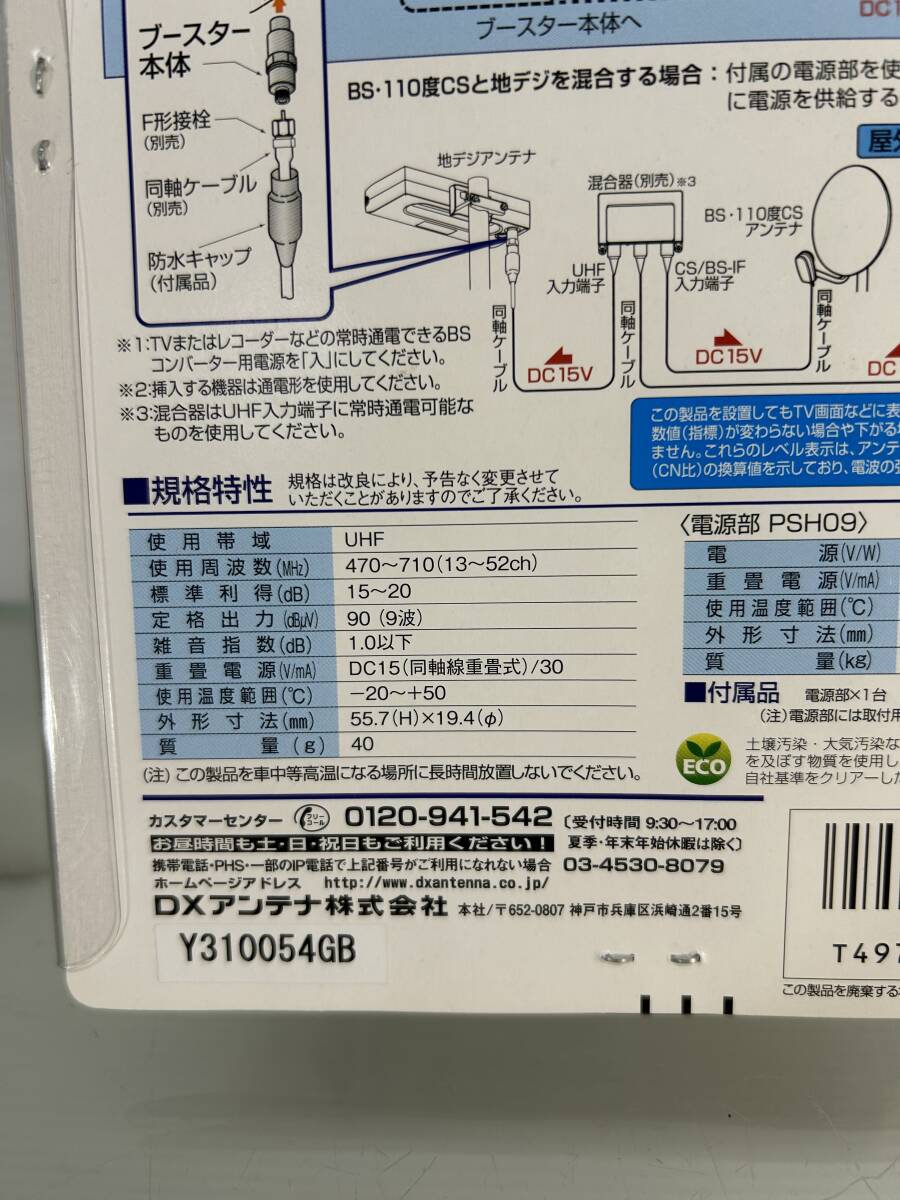 ブースター本体へ
DC1
ブースター
本体
F形接栓
(別売)
同軸ケーブル
(別売)
防水キャップ
(付属品)
BS・110度CSと地デジを混合する場合：付属の電源部を使
に電源を供給する
屋外
地デジアンテナ
混合器(別売)※3
BS・110度CS
アンテナ
UHF
入力端子
CS/BS-IF
入力端子
同軸ケーブル
同軸ケーブル
同軸ケーブル
DC15V
DC15V
DC
※1:TVまたはレコーダーなどの常時通電できるBS
コンバーター用電源を「入」にしてください。
※2:挿入する機器は通電形を使用してください。
※3:混合器はUHF入力端子に常時通電可能な
ものを使用してください。
この製品を設置してもTV画面などに表
数値(指標)が変わらない場合や下がる場
ません。これらのレベル表示は、アンテ
(CN比)の換算値を示しており、電波の強
■規格特性 規格は改良により、予告なく変更させて
いただくことがありますのでご了承ください。
使用帯域 UHF
使用周波数(MHz) 470～710(13～52ch)
標準利得(dB) 15～20
定格出力(dBμV) 90 (9波)
雑音指数(dB) 1.0以下
重畳電源(V/mA) DC15(同軸線重畳式)/30
使用温度範囲(℃) －20～＋50
外形寸法(mm) 55.7(H)×19.4(φ)
質量(g) 40
(注)この製品を車中等高温になる場所に長時間放置しないでください。
〈電源部 PSH09〉
電源(V/W)
重畳電源(V/mA)
使用温度範囲(℃)
外形寸法(mm)
質量(kg)
■付属品 電源部×1台
(注)電源部には取付用
ECO
土壌汚染・大気汚染な
を及ぼす物質を使用し
自社基準をクリアーした
カスタマーセンター フリーコール 0120-941-542 〔受付時間 9:30～17:00
お昼時間も土・日・祝日もご利用ください! 夏季・年末年始休暇は除く〕
携帯電話・PHS・一部のIP電話で上記番号がご利用になれない場合 03-4530-8079
ホームページアドレス http://www.dxantenna.co.jp/
DXアンテナ株式会社 本社/〒652-0807 神戸市兵庫区浜崎通2番15号
Y310054GB
T497
この製品を廃棄する